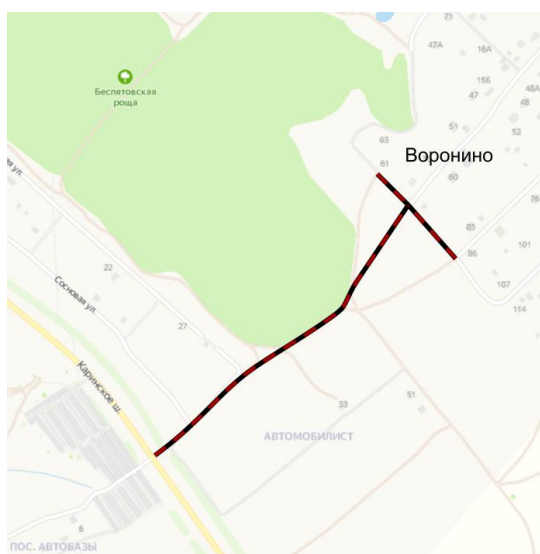 71
47А
16А
Беспятовская
роща
15б
47
48А
48
51
52
63
Воронино
61
60
76
85
101
86
22
107
Сосновая ул.
114
27
Каринское ш.
33
51
АВТОМОБИЛИСТ
6
ПОС. АВТОБАЗЫ